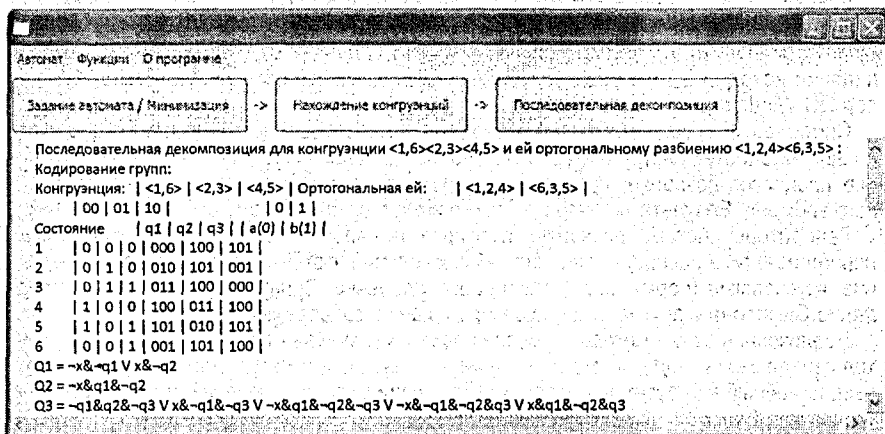 Автомат Функции О программе
Задание автомата / Минимизация -> Нахождение конгруэнций -> Последовательная декомпозиция
Последовательная декомпозиция для конгруэнции <1,6><2,3><4,5> и ей ортогональному разбиению <1,2,4><6,3,5> :
Кодирование групп:
Конгруэнция: | <1,6> | <2,3> | <4,5> | Ортогональная ей: | <1,2,4> | <6,3,5> |
| 00 | 01 | 10 | | 0 | 1 |
Состояние | q1 | q2 | q3 | | a(0) | b(1) |
1 | 0 | 0 | 0 | 000 | 100 | 101 |
2 | 0 | 1 | 0 | 010 | 101 | 001 |
3 | 0 | 1 | 1 | 011 | 100 | 000 |
4 | 1 | 0 | 0 | 100 | 011 | 100 |
5 | 1 | 0 | 1 | 101 | 010 | 101 |
6 | 0 | 0 | 1 | 001 | 101 | 100 |
Q1 = ¬x&¬q1 V x&¬q2
Q2 = ¬x&q1&¬q2
Q3 = ¬q1&q2&¬q3 V x&¬q1&¬q3 V ¬x&q1&¬q2&¬q3 V ¬x&¬q1&¬q2&q3 V x&q1&¬q2&q3